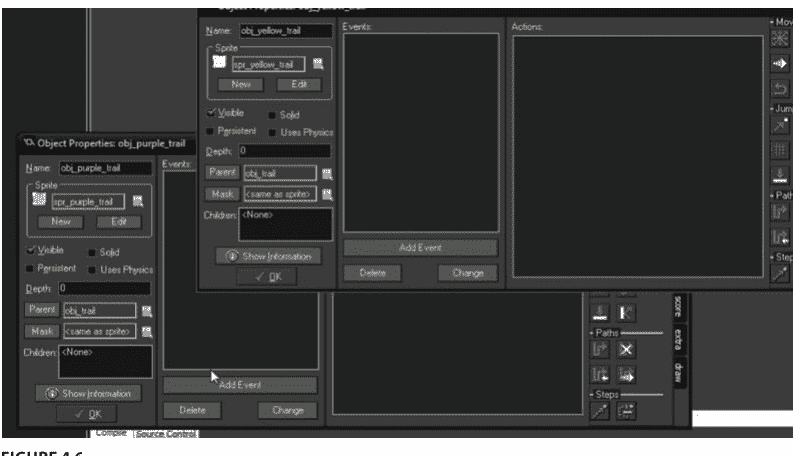 Object Properties: obj_yellow_trail
Name: obj_yellow_trail
Sprite
spr_yellow_trail
New Edit
Visible Solid
Persistent Uses Physics
Depth: 0
Parent obj_trail
Mask <same as sprite>
Children: <None>
Show Information
OK
Events:
Add Event
Delete Change
Actions:
Mov
Jum
Path
Step
Object Properties: obj_purple_trail
Name: obj_purple_trail
Sprite
spr_purple_trail
New Edit
Visible Solid
Persistent Uses Physics
Depth: 0
Parent obj_trail
Mask <same as sprite>
Children: <None>
Show Information
OK
Events:
Add Event
Delete Change
Paths
Steps
score
extra
draw
Compile Source Control
FIGURE 4.6